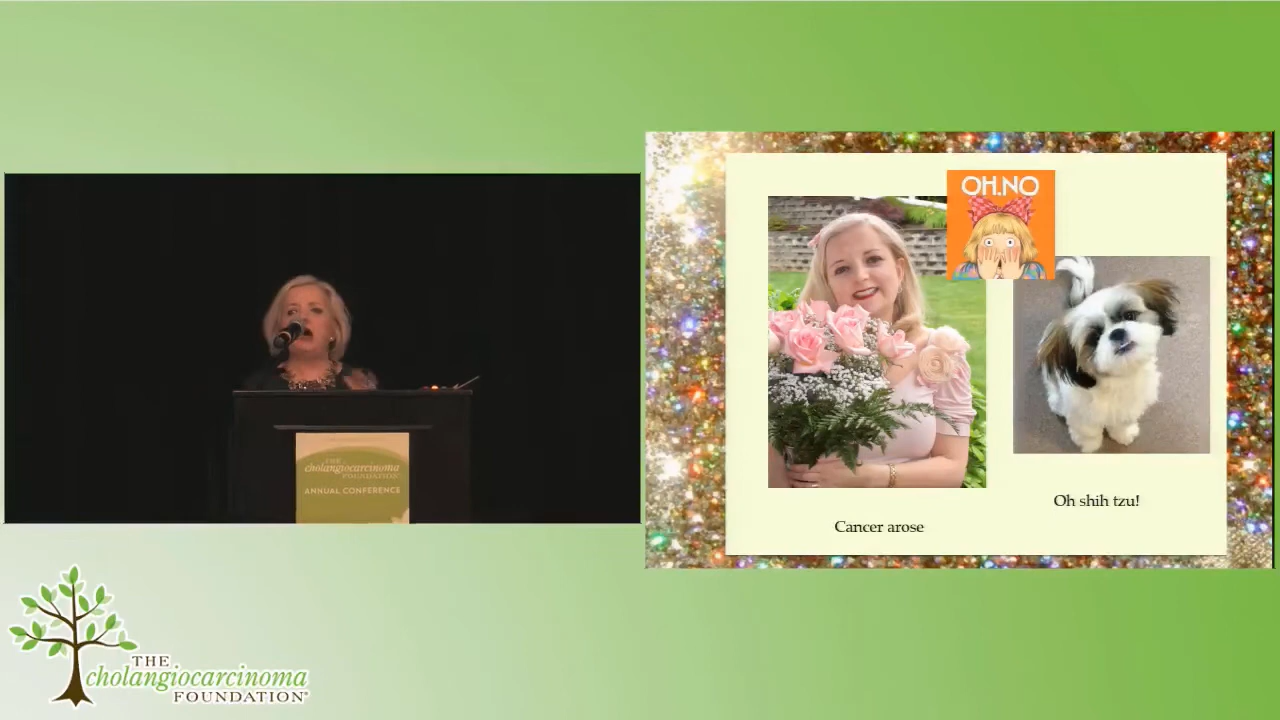 OH.NO
Oh shih tzu!
Cancer arose
THE
cholangiocarcinoma
FOUNDATION
ANNUAL CONFERENCE
THE
cholangiocarcinoma
FOUNDATION